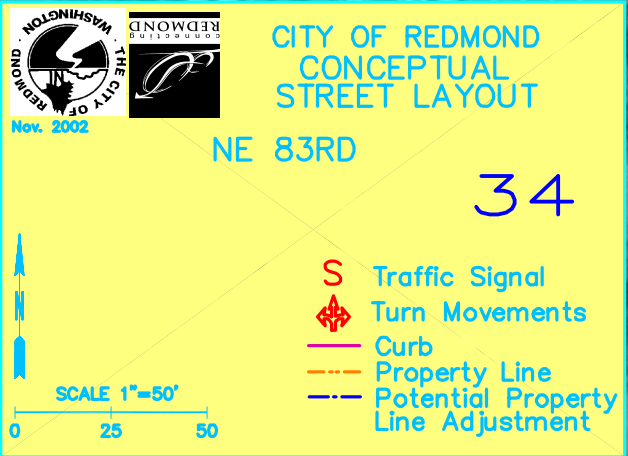 WASHINGTON · THE CITY OF REDMOND ·
connecting
REDMOND
CITY OF REDMOND
CONCEPTUAL
STREET LAYOUT
Nov. 2002
NE 83RD
34
N
S Traffic Signal
Turn Movements
Curb
Property Line
Potential Property
Line Adjustment
SCALE 1"=50'
0 25 50